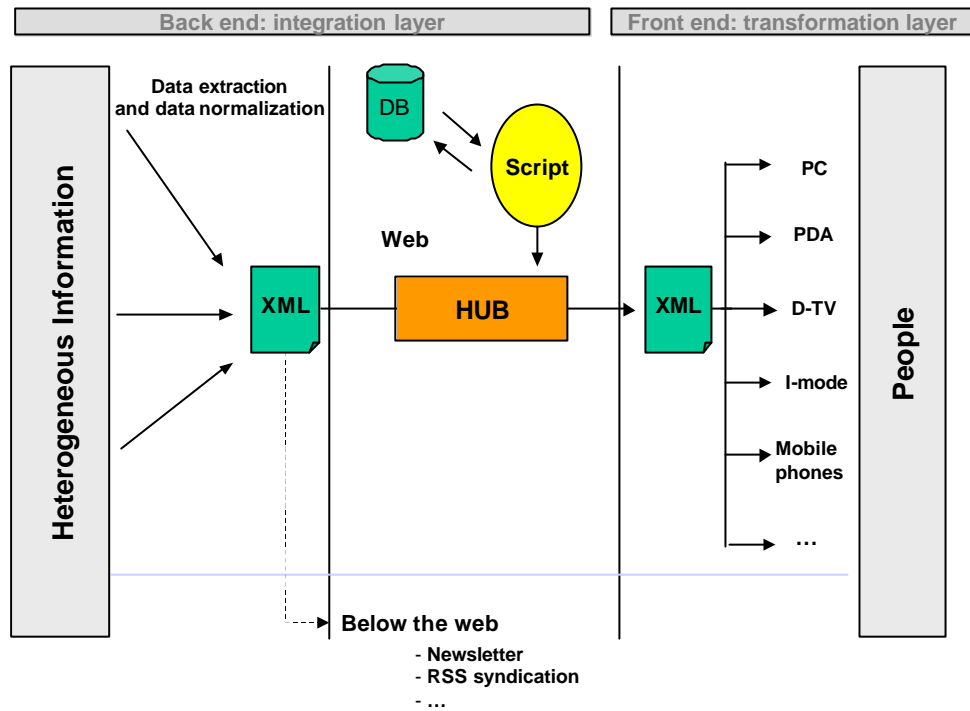 Back end: integration layer
Front end: transformation layer
Heterogeneous Information
Data extraction
and data normalization
DB
Script
Web
XML
HUB
XML
PC
PDA
D-TV
I-mode
Mobile
phones
...
People
Below the web
- Newsletter
- RSS syndication
- ...